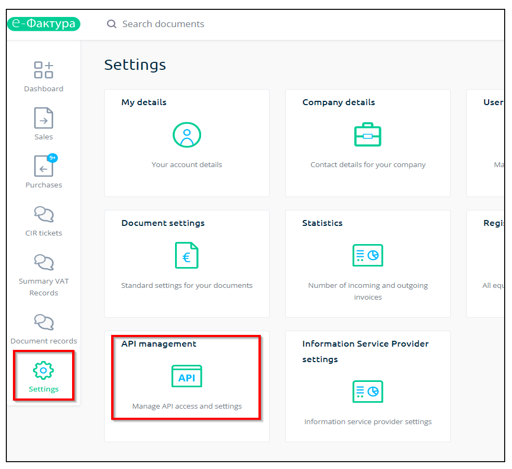 е-Фактура
Search documents
Settings
Dashboard
Sales
9+
Purchases
CIR tickets
Summary VAT
Records
Document records
Settings
My details
Your account details
Company details
Contact details for your company
User
Ma
Document settings
€
Standard settings for your documents
Statistics
Number of incoming and outgoing
invoices
Regi
All equ
API management
API
Manage API access and settings
Information Service Provider
settings
Information service provider settings